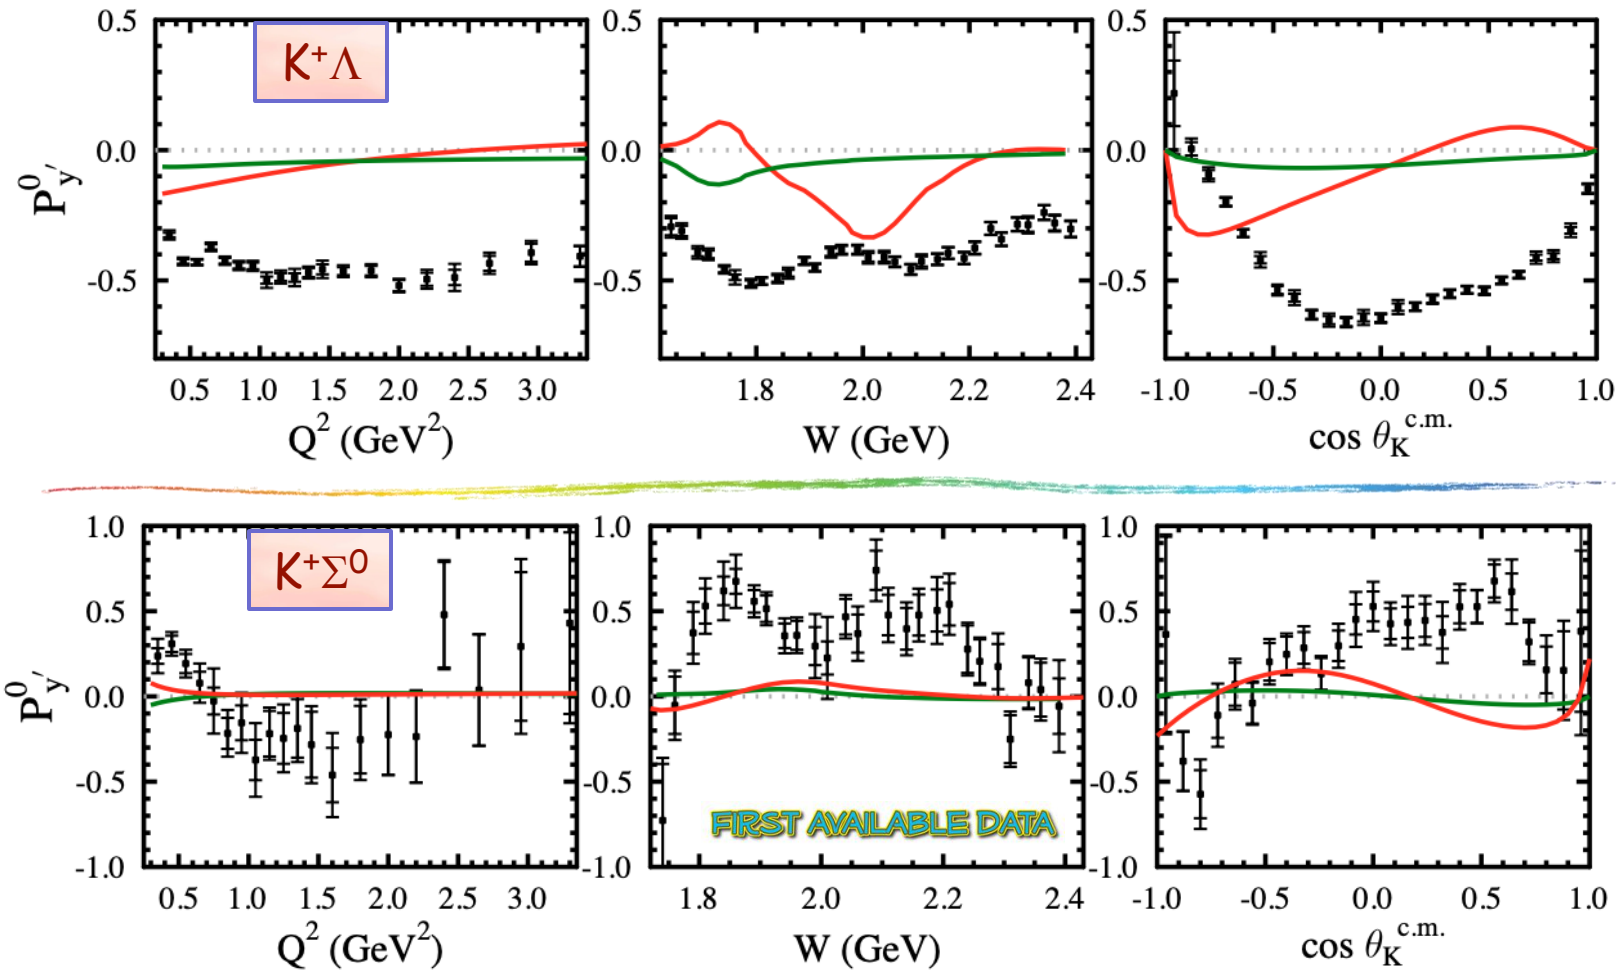 K⁺Λ
P⁰y′
0.5
0.0
-0.5
0.5 1.0 1.5 2.0 2.5 3.0
Q² (GeV²)
0.5
0.0
-0.5
1.8 2.0 2.2 2.4
W (GeV)
0.5
0.0
-0.5
-1.0 -0.5 0.0 0.5 1.0
cos θK c.m.
K⁺Σ⁰
P⁰y′
1.0
0.5
0.0
-0.5
-1.0
0.5 1.0 1.5 2.0 2.5 3.0
Q² (GeV²)
1.0
0.5
0.0
-0.5
-1.0
FIRST AVAILABLE DATA
1.8 2.0 2.2 2.4
W (GeV)
1.0
0.5
0.0
-0.5
-1.0
-1.0 -0.5 0.0 0.5 1.0
cos θK c.m.